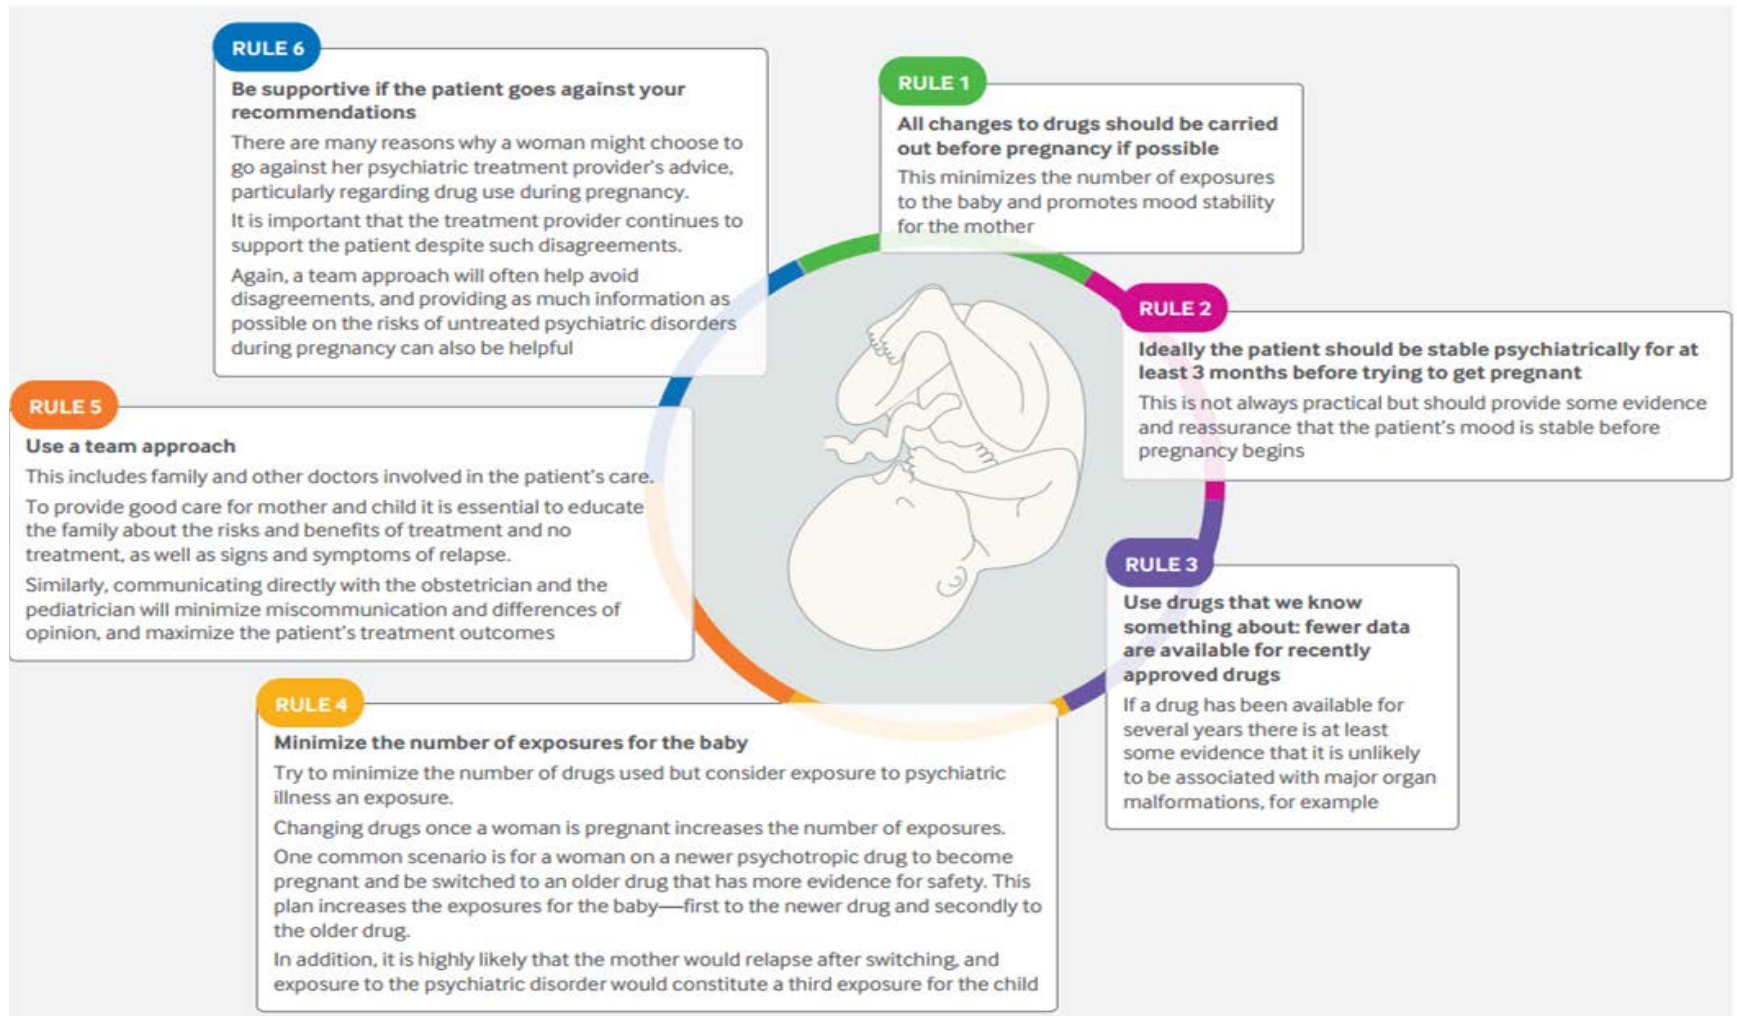 RULE 1
All changes to drugs should be carried
out before pregnancy if possible
This minimizes the number of exposures
to the baby and promotes mood stability
for the mother
RULE 2
Ideally the patient should be stable psychiatrically for at
least 3 months before trying to get pregnant
This is not always practical but should provide some evidence
and reassurance that the patient's mood is stable before
pregnancy begins
RULE 3
Use drugs that we know
something about: fewer data
are available for recently
approved drugs
If a drug has been available for
several years there is at least
some evidence that it is unlikely
to be associated with major organ
malformations, for example
RULE 4
Minimize the number of exposures for the baby
Try to minimize the number of drugs used but consider exposure to psychiatric
illness an exposure.
Changing drugs once a woman is pregnant increases the number of exposures.
One common scenario is for a woman on a newer psychotropic drug to become
pregnant and be switched to an older drug that has more evidence for safety. This
plan increases the exposures for the baby—first to the newer drug and secondly to
the older drug.
In addition, it is highly likely that the mother would relapse after switching, and
exposure to the psychiatric disorder would constitute a third exposure for the child
RULE 5
Use a team approach
This includes family and other doctors involved in the patient's care.
To provide good care for mother and child it is essential to educate
the family about the risks and benefits of treatment and no
treatment, as well as signs and symptoms of relapse.
Similarly, communicating directly with the obstetrician and the
pediatrician will minimize miscommunication and differences of
opinion, and maximize the patient's treatment outcomes
RULE 6
Be supportive if the patient goes against your
recommendations
There are many reasons why a woman might choose to
go against her psychiatric treatment provider's advice,
particularly regarding drug use during pregnancy.
It is important that the treatment provider continues to
support the patient despite such disagreements.
Again, a team approach will often help avoid
disagreements, and providing as much information as
possible on the risks of untreated psychiatric disorders
during pregnancy can also be helpful